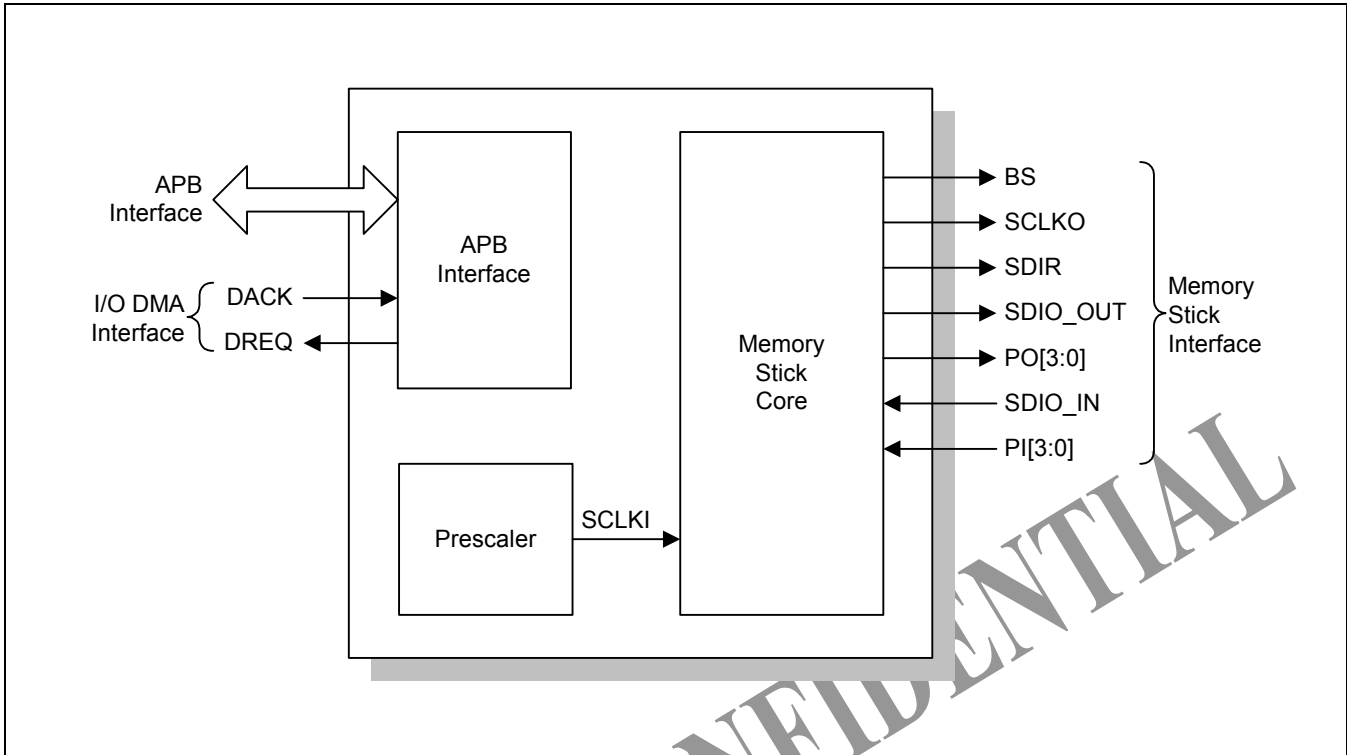 APB
Interface
I/O DMA
Interface
DACK
DREQ
APB
Interface
Prescaler
SCLKI
Memory
Stick
Core
BS
SCLKO
SDIR
SDIO_OUT
PO[3:0]
SDIO_IN
PI[3:0]
Memory
Stick
Interface